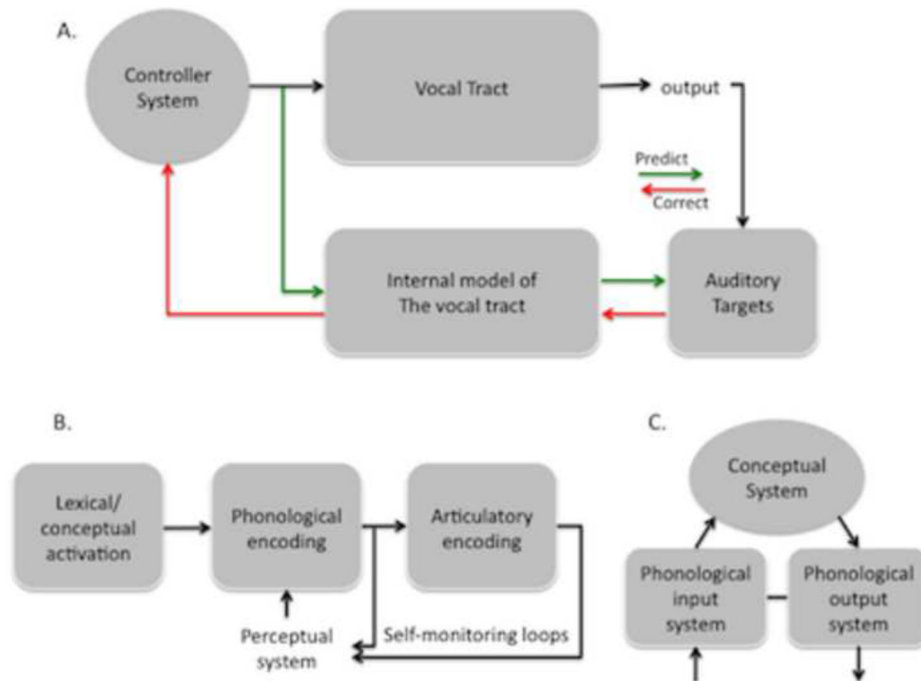 A.
Controller
System
Vocal Tract
output
Predict
Correct
Internal model of
The vocal tract
Auditory
Targets
B.
Lexical/
conceptual
activation
Phonological
encoding
Articulatory
encoding
Perceptual
system
Self-monitoring loops
C.
Conceptual
System
Phonological
input
system
Phonological
output
system